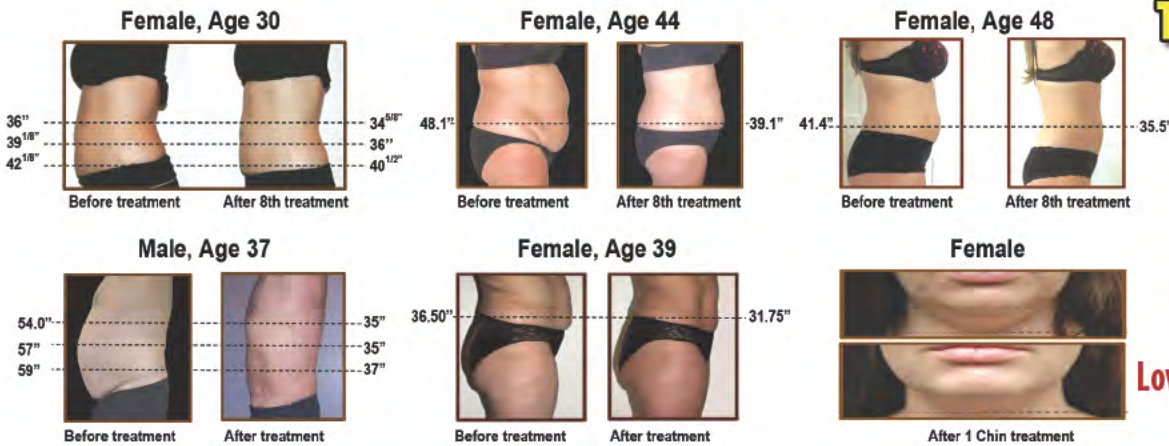 Female, Age 30
36”
39 1/8”
42 1/8”
34 5/8”
36”
40 1/2”
Before treatment
After 8th treatment
Female, Age 44
48.1”
39.1”
Before treatment
After 8th treatment
Female, Age 48
41.4”
35.5”
Before treatment
After 8th treatment
Male, Age 37
54.0”
57”
59”
35”
35”
37”
Before treatment
After treatment
Female, Age 39
36.50”
31.75”
Before treatment
After treatment
Female
After 1 Chin treatment